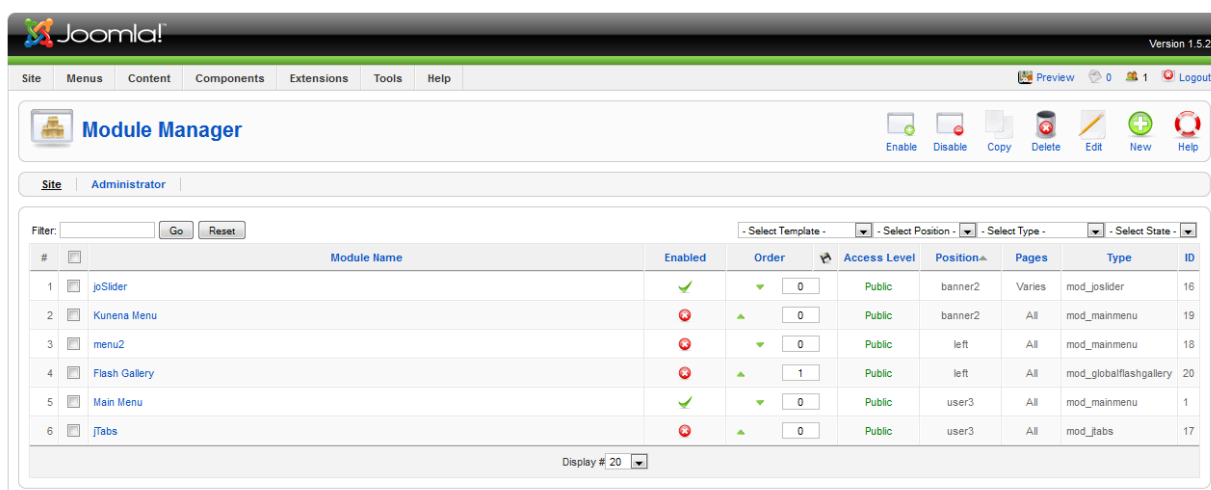 Joomla!
Version 1.5.2
Site Menus Content Components Extensions Tools Help Preview 0 1 Logout
Module Manager
Enable Disable Copy Delete Edit New Help
Site Administrator
Filter: Go Reset - Select Template - - Select Position - - Select Type - - Select State -
# Module Name Enabled Order Access Level Position Pages Type ID
1 joSlider 0 Public banner2 Varies mod_joslider 16
2 Kunena Menu 0 Public banner2 All mod_mainmenu 19
3 menu2 0 Public left All mod_mainmenu 18
4 Flash Gallery 1 Public left All mod_globalflashgallery 20
5 Main Menu 0 Public user3 All mod_mainmenu 1
6 jTabs 0 Public user3 All mod_jtabs 17
Display # 20